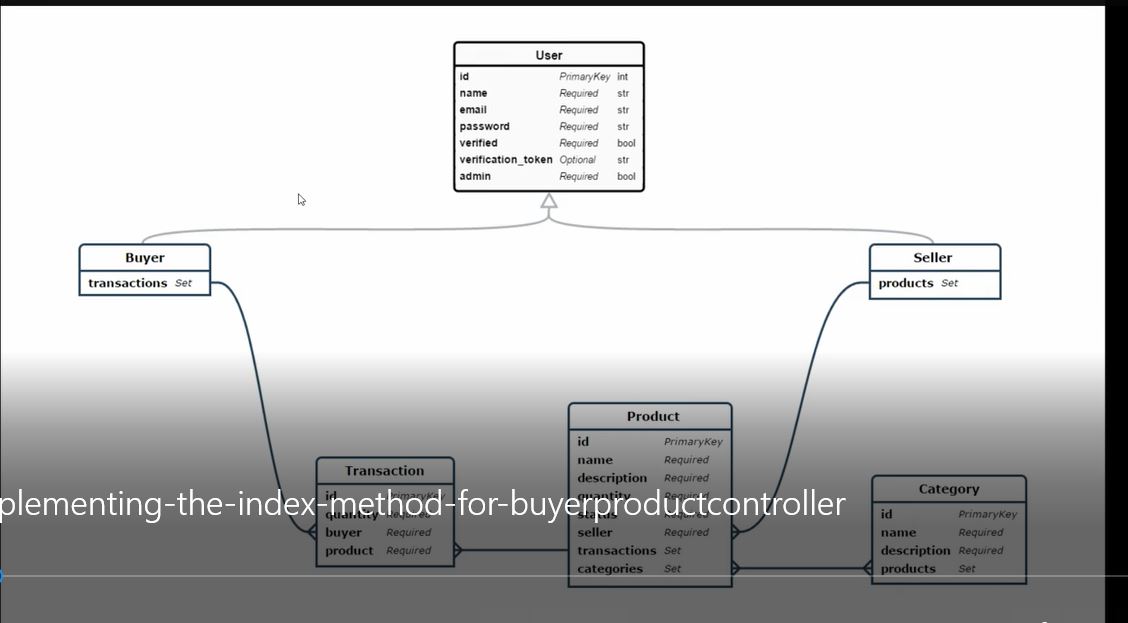 User
id PrimaryKey int
name Required str
email Required str
password Required str
verified Required bool
verification_token Optional str
admin Required bool
Buyer
transactions Set
Seller
products Set
Product
id PrimaryKey
name Required
description Required
quantity Required
status Required
seller Required
transactions Set
categories Set
Transaction
id PrimaryKey
quantity Required
buyer Required
product Required
Category
id PrimaryKey
name Required
description Required
products Set
plementing-the-index-method-for-buyerproductcontroller